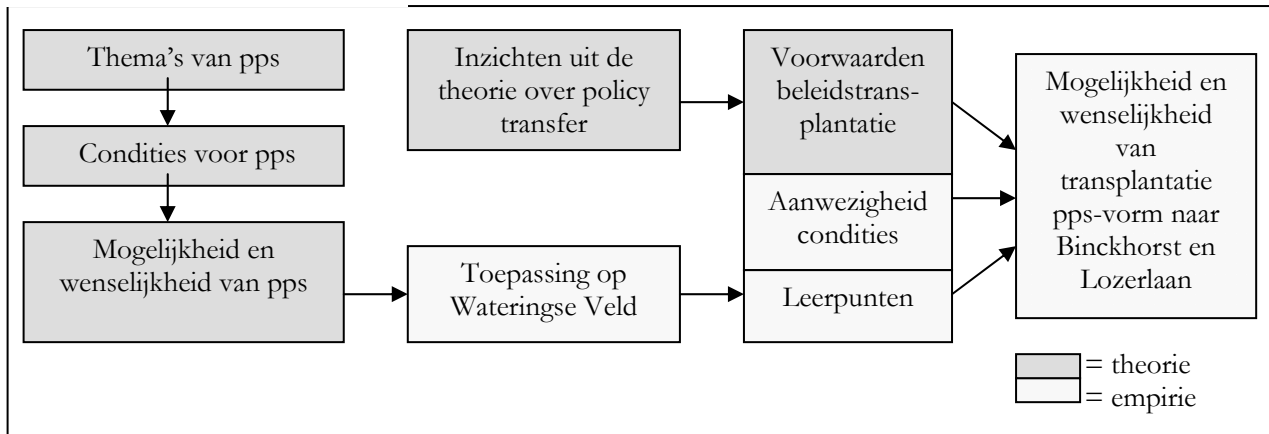 Thema's van pps
Condities voor pps
Mogelijkheid en
wenselijkheid van pps
Inzichten uit de
theorie over policy
transfer
Toepassing op
Wateringse Veld
Voorwaarden
beleidstrans-
plantatie
Aanwezigheid
condities
Leerpunten
Mogelijkheid en
wenselijkheid
van
transplantatie
pps-vorm naar
Binckhorst en
Lozerlaan
= theorie
= empirie